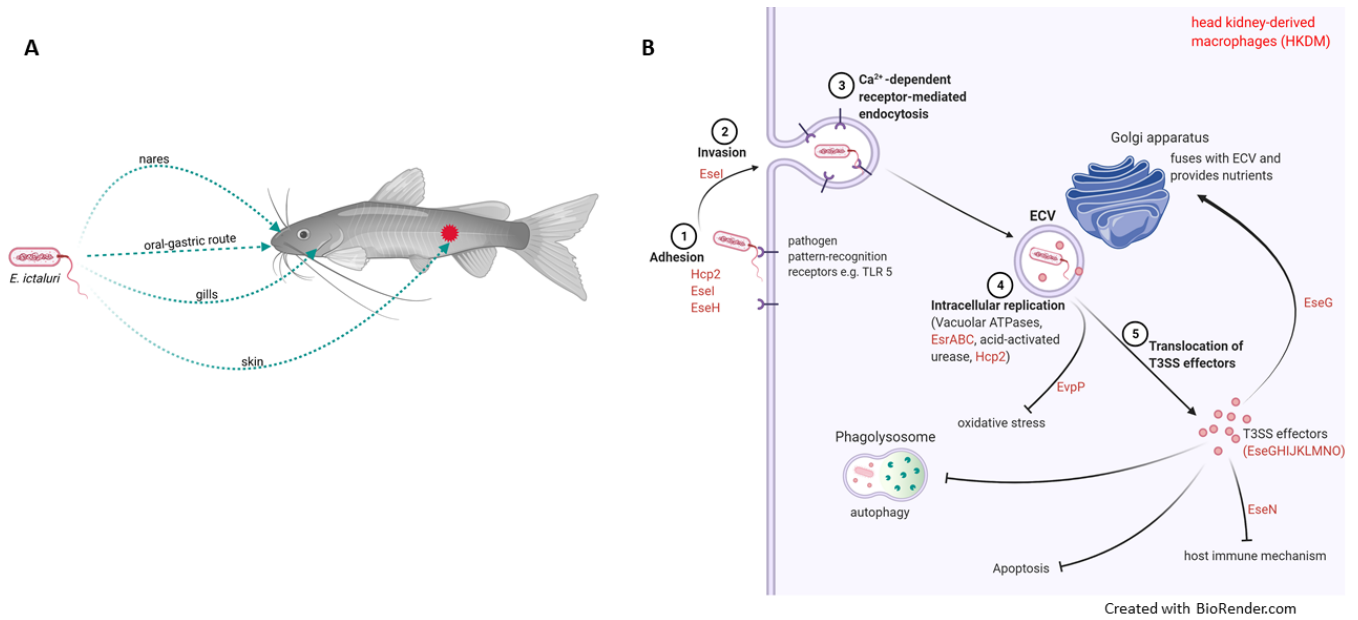 A
nares
oral-gastric route
E. ictaluri
gills
skin
B
head kidney-derived
macrophages (HKDM)
3
Ca²⁺-dependent
receptor-mediated
endocytosis
2
Invasion
EseI
1
Adhesion
Hcp2
EseI
EseH
pathogen
pattern-recognition
receptors e.g. TLR 5
Golgi apparatus
fuses with ECV and
provides nutrients
ECV
4
Intracellular replication
(Vacuolar ATPases,
EsrABC, acid-activated
urease, Hcp2)
5
Translocation of
T3SS effectors
EseG
EvpP
oxidative stress
T3SS effectors
(EseGHIJKLMNO)
Phagolysosome
autophagy
EseN
host immune mechanism
Apoptosis
Created with BioRender.com